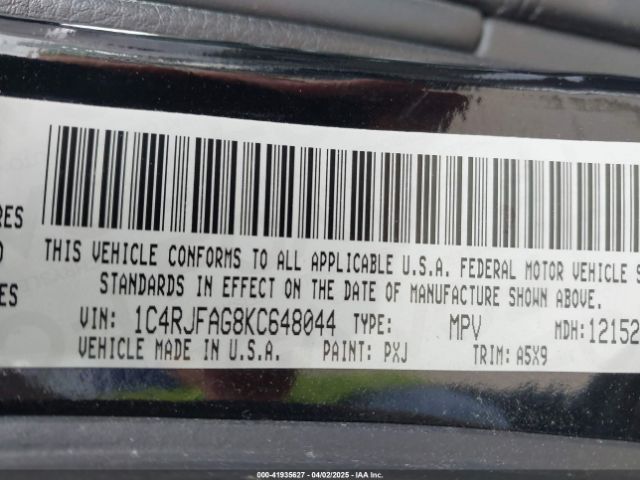 RES
THIS VEHICLE CONFORMS TO ALL APPLICABLE U.S.A. FEDERAL MOTOR VEHICLE S
ES
STANDARDS IN EFFECT ON THE DATE OF MANUFACTURE SHOWN ABOVE.
VIN: 1C4RJFAG8KC648044 TYPE: MPV MDH: 12152
VEHICLE MADE IN U.S.A. PAINT: PXJ TRIM: A5X9
000-41935627 - 04/02/2025 - IAA Inc.